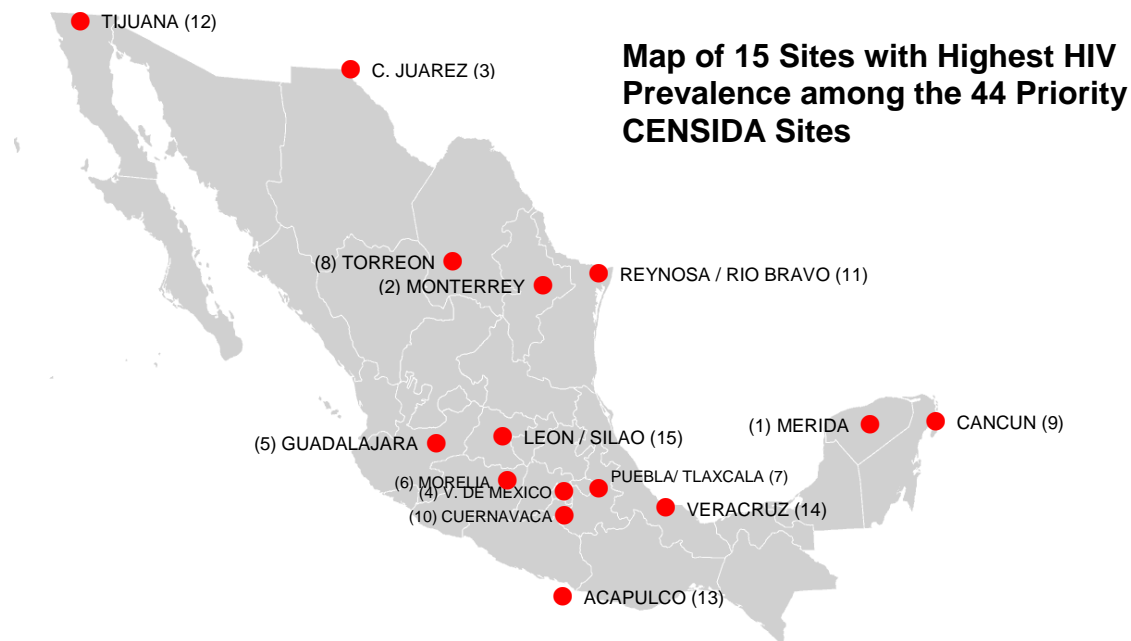 TIJUANA (12)
Map of 15 Sites with Highest HIV
Prevalence among the 44 Priority
CENSIDA Sites
C. JUAREZ (3)
(8) TORREON
REYNOSA / RIO BRAVO (11)
(2) MONTERREY
(1) MERIDA
CANCUN (9)
(5) GUADALAJARA
LEON / SILAO (15)
(6) MORELIA
PUEBLA/ TLAXCALA (7)
(4) V. DE MEXICO
VERACRUZ (14)
(10) CUERNAVACA
ACAPULCO (13)